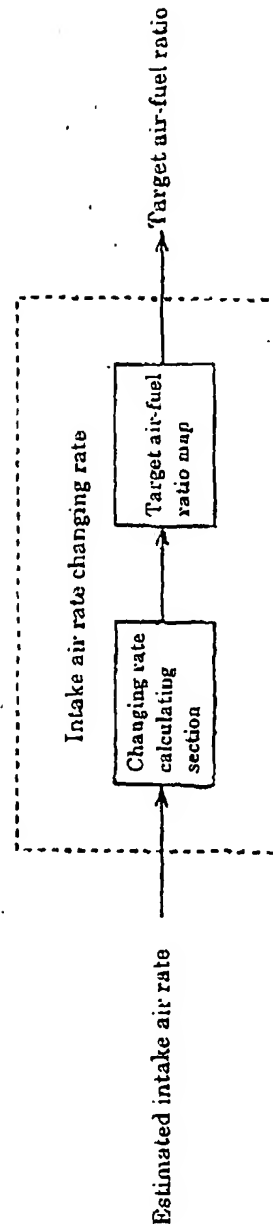 Estimated intake air rate
Intake air rate changing rate
Changing rate
calculating
section
Target air-fuel
ratio map
Target air-fuel ratio